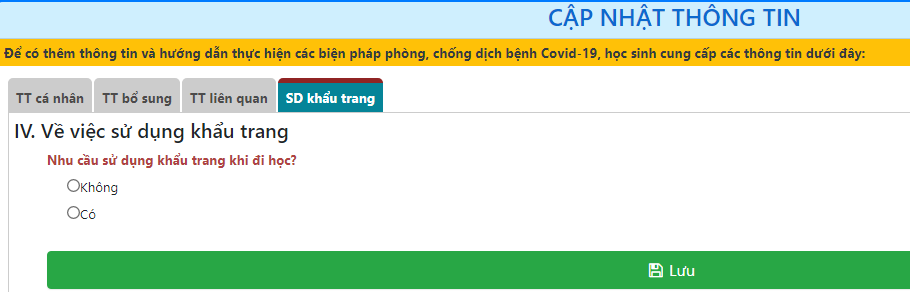 CẬP NHẬT THÔNG TIN
Để có thêm thông tin và hướng dẫn thực hiện các biện pháp phòng, chống dịch bệnh Covid-19, học sinh cung cấp các thông tin dưới đây:
TT cá nhân TT bổ sung TT liên quan SD khẩu trang
IV. Về việc sử dụng khẩu trang
Nhu cầu sử dụng khẩu trang khi đi học?
Không
Có
Lưu